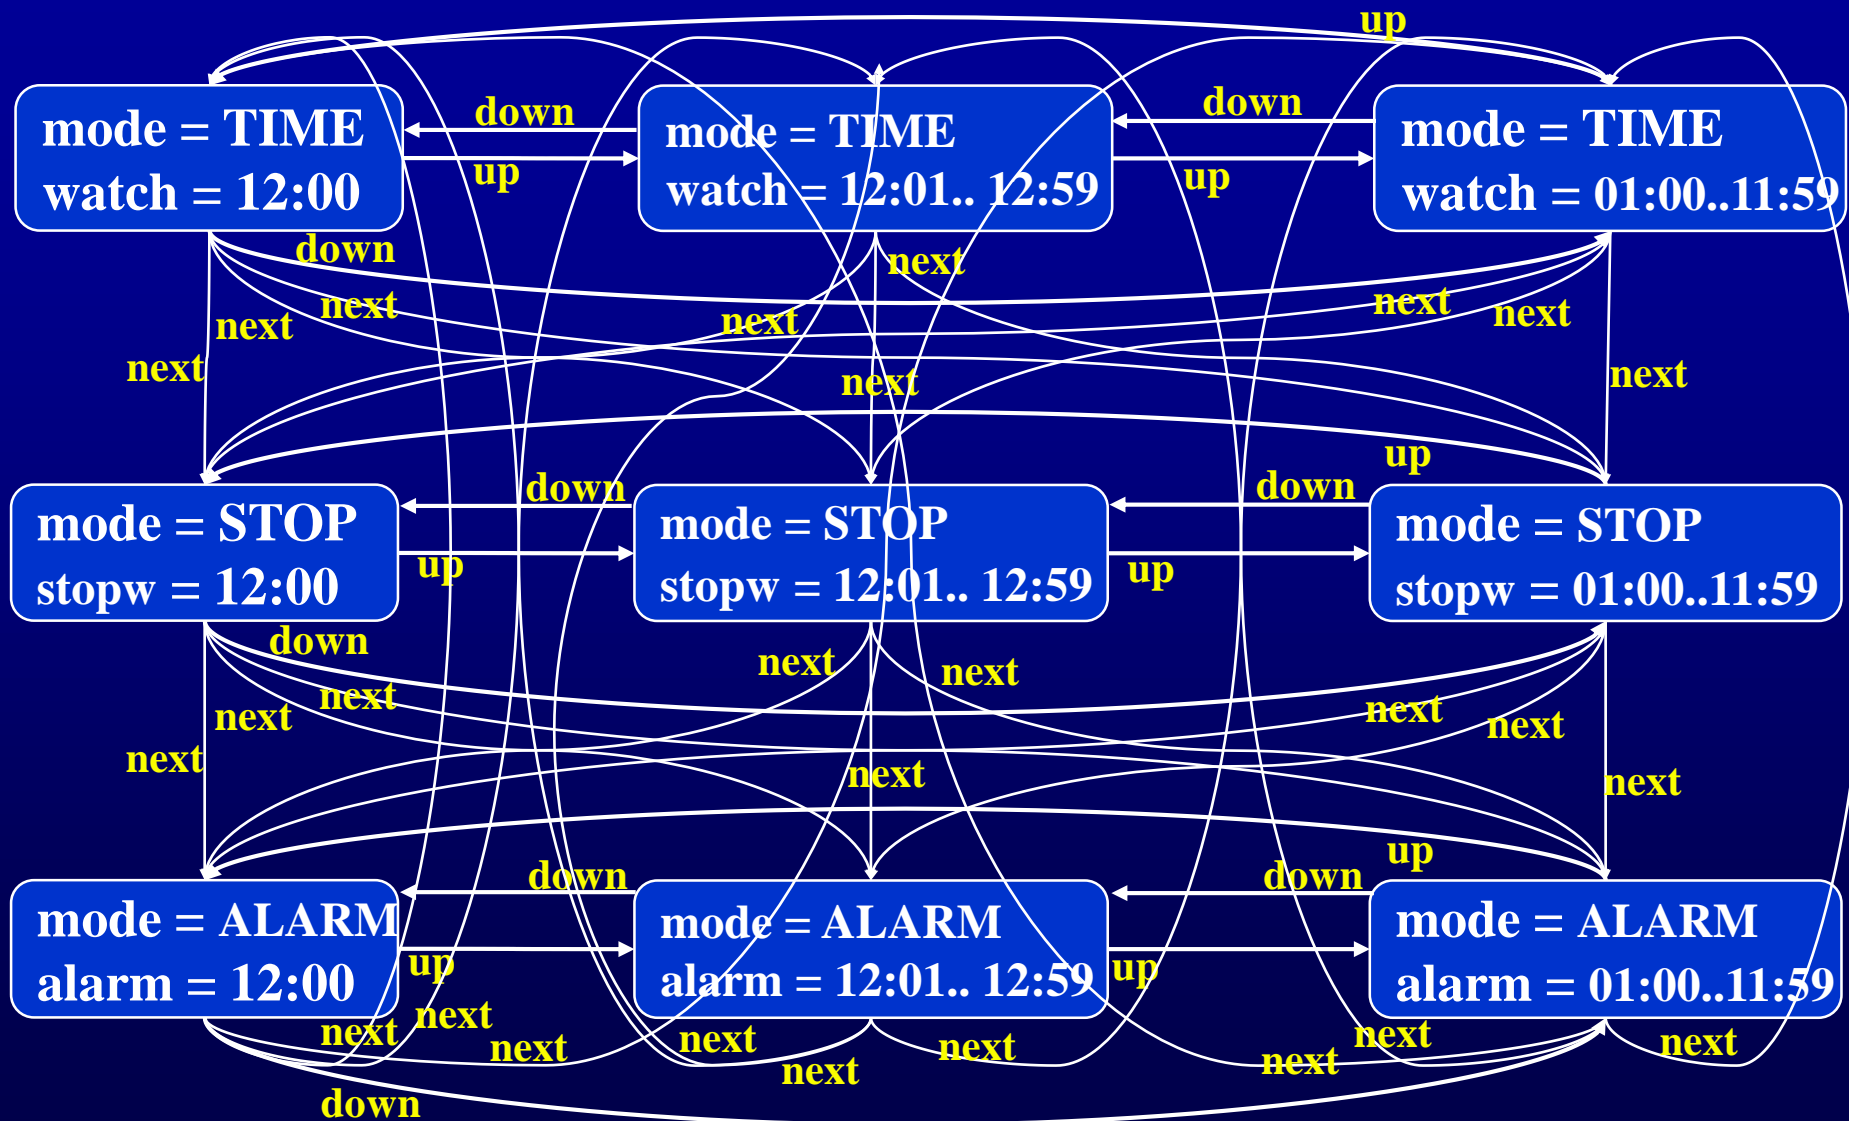 up
mode = TIME
watch = 12:00
down
up
mode = TIME
watch = 12:01.. 12:59
down
up
mode = TIME
watch = 01:00..11:59
down
next
next
next
next
next
next
next
next
next
up
mode = STOP
stopw = 12:00
down
up
mode = STOP
stopw = 12:01.. 12:59
down
up
mode = STOP
stopw = 01:00..11:59
down
next
next
next
next
next
next
next
next
next
up
mode = ALARM
alarm = 12:00
down
up
mode = ALARM
alarm = 12:01.. 12:59
down
up
mode = ALARM
alarm = 01:00..11:59
next
next
next
next
next
next
next
next
next
down